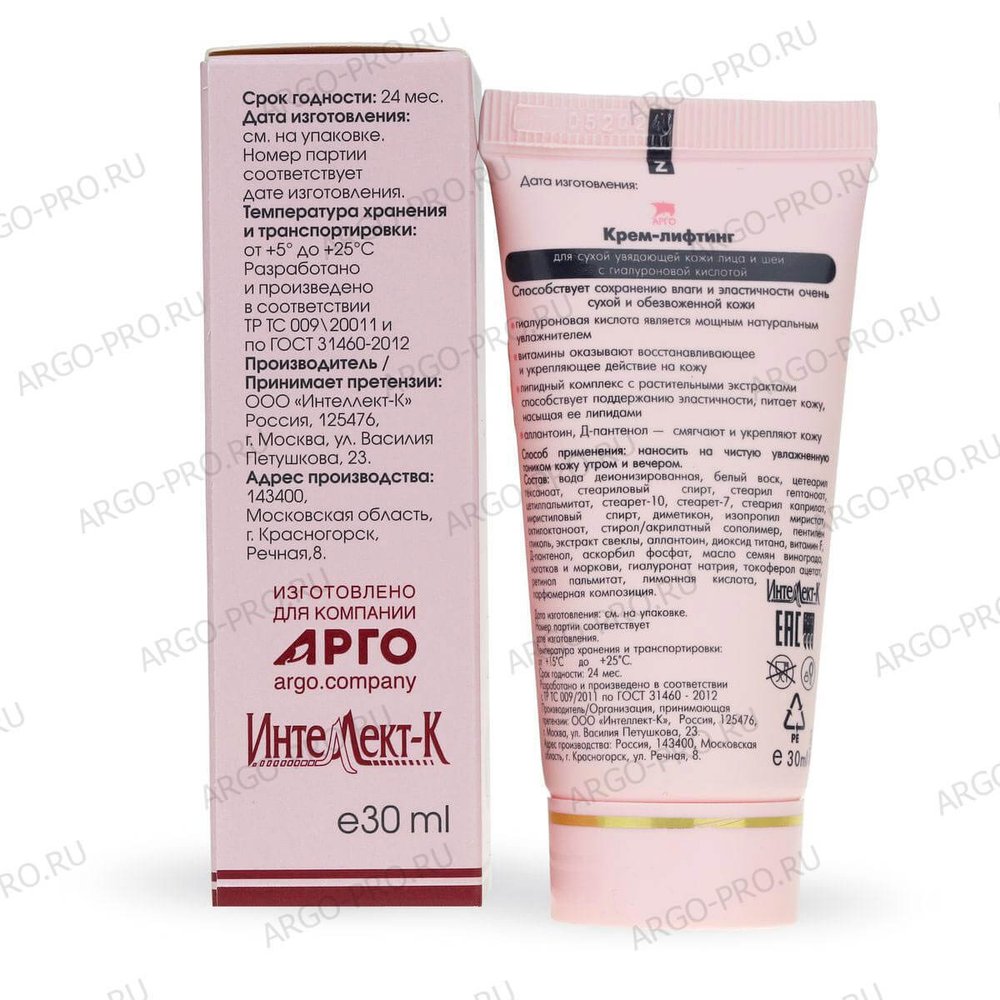 Срок годности: 24 мес.
Дата изготовления:
см. на упаковке.
Номер партии
соответствует
дате изготовления.
Температура хранения
и транспортировки:
от +5° до +25°С
Разработано
и произведено
в соответствии
ТР ТС 009\20011 и
по ГОСТ 31460-2012
Производитель /
Принимает претензии:
ООО «Интеллект-К»
Россия, 125476,
г. Москва, ул. Василия
Петушкова, 23.
Адрес производства:
143400,
Московская область,
г. Красногорск,
Речная,8.
ИЗГОТОВЛЕНО
ДЛЯ КОМПАНИИ
АРГО
argo.company
ИнтеЛЛект-К
e30 ml
Z
Дата изготовления:
АРГО
Крем-лифтинг
для сухой увядающей кожи лица и шеи
с гиалуроновой кислотой
Способствует сохранению влаги и эластичности очень
сухой и обезвоженной кожи
гиалуроновая кислота является мощным натуральным
увлажнителем
витамины оказывают восстанавливающее
и укрепляющее действие на кожу
липидный комплекс с растительными экстрактами
способствует поддержанию эластичности, питает кожу,
насыщая ее липидами
аллантоин, Д-пантенол — смягчают и укрепляют кожу
Способ применения: наносить на чистую увлажненную
тоником кожу утром и вечером.
Состав: вода деионизированная, белый воск, цетеарил
гексаноат, стеариловый спирт, стеарил гептаноат,
цетилпальмитат, стеарет-10, стеарет-7, стеарил каприлат,
миристиловый спирт, диметикон, изопропил миристат,
октилоктаноат, стирол/акрилатный сополимер, пентилен
гликоль, экстракт свеклы, аллантоин, диоксид титана, витамин F,
Д-пантенол, аскорбил фосфат, масло семян винограда,
ноготков и моркови, гиалуронат натрия, токоферол ацетат,
ретинол пальмитат, лимонная кислота,
парфюмерная композиция.
ИнтеЛЛект-К
Дата изготовления: см. на упаковке.
Номер партии соответствует
дате изготовления.
EAC
Температура хранения и транспортировки:
от +15°С до +25°С.
Срок годности: 24 мес.
Разработано и произведено в соответствии
с ТР ТС 009/2011 по ГОСТ 31460 - 2012
Производитель/Организация, принимающая
претензии: ООО «Интеллект-К», Россия, 125476,
г. Москва, ул. Василия Петушкова, 23.
Адрес производства: Россия, 143400, Московская
область, г. Красногорск, ул. Речная, 8.
PE
e 30ml
ARGO-PRO.RU